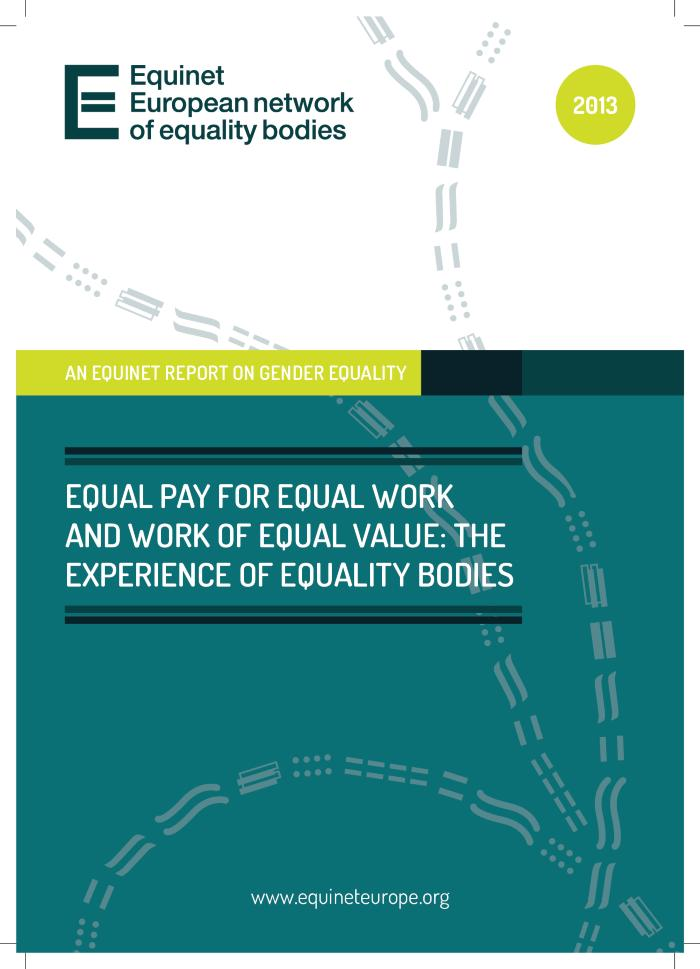 Equinet
European network
of equality bodies
2013
AN EQUINET REPORT ON GENDER EQUALITY
EQUAL PAY FOR EQUAL WORK
AND WORK OF EQUAL VALUE: THE
EXPERIENCE OF EQUALITY BODIES
www.equineteurope.org